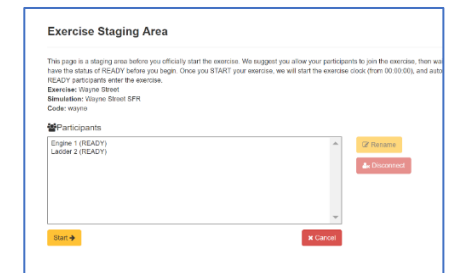 Exercise Staging Area
This page is a staging area before you officially start the exercise. We suggest you allow your participants to join the exercise, then wai
have the status of READY before you begin. Once you START your exercise, we will start the exercise clock (from 00:00:00), and auto
READY participants enter the exercise.
Exercise: Wayne Street
Simulation: Wayne Street SFR
Code: wayne
Participants
Engine 1 (READY)
Ladder 2 (READY)
Rename
Disconnect
Start
Cancel